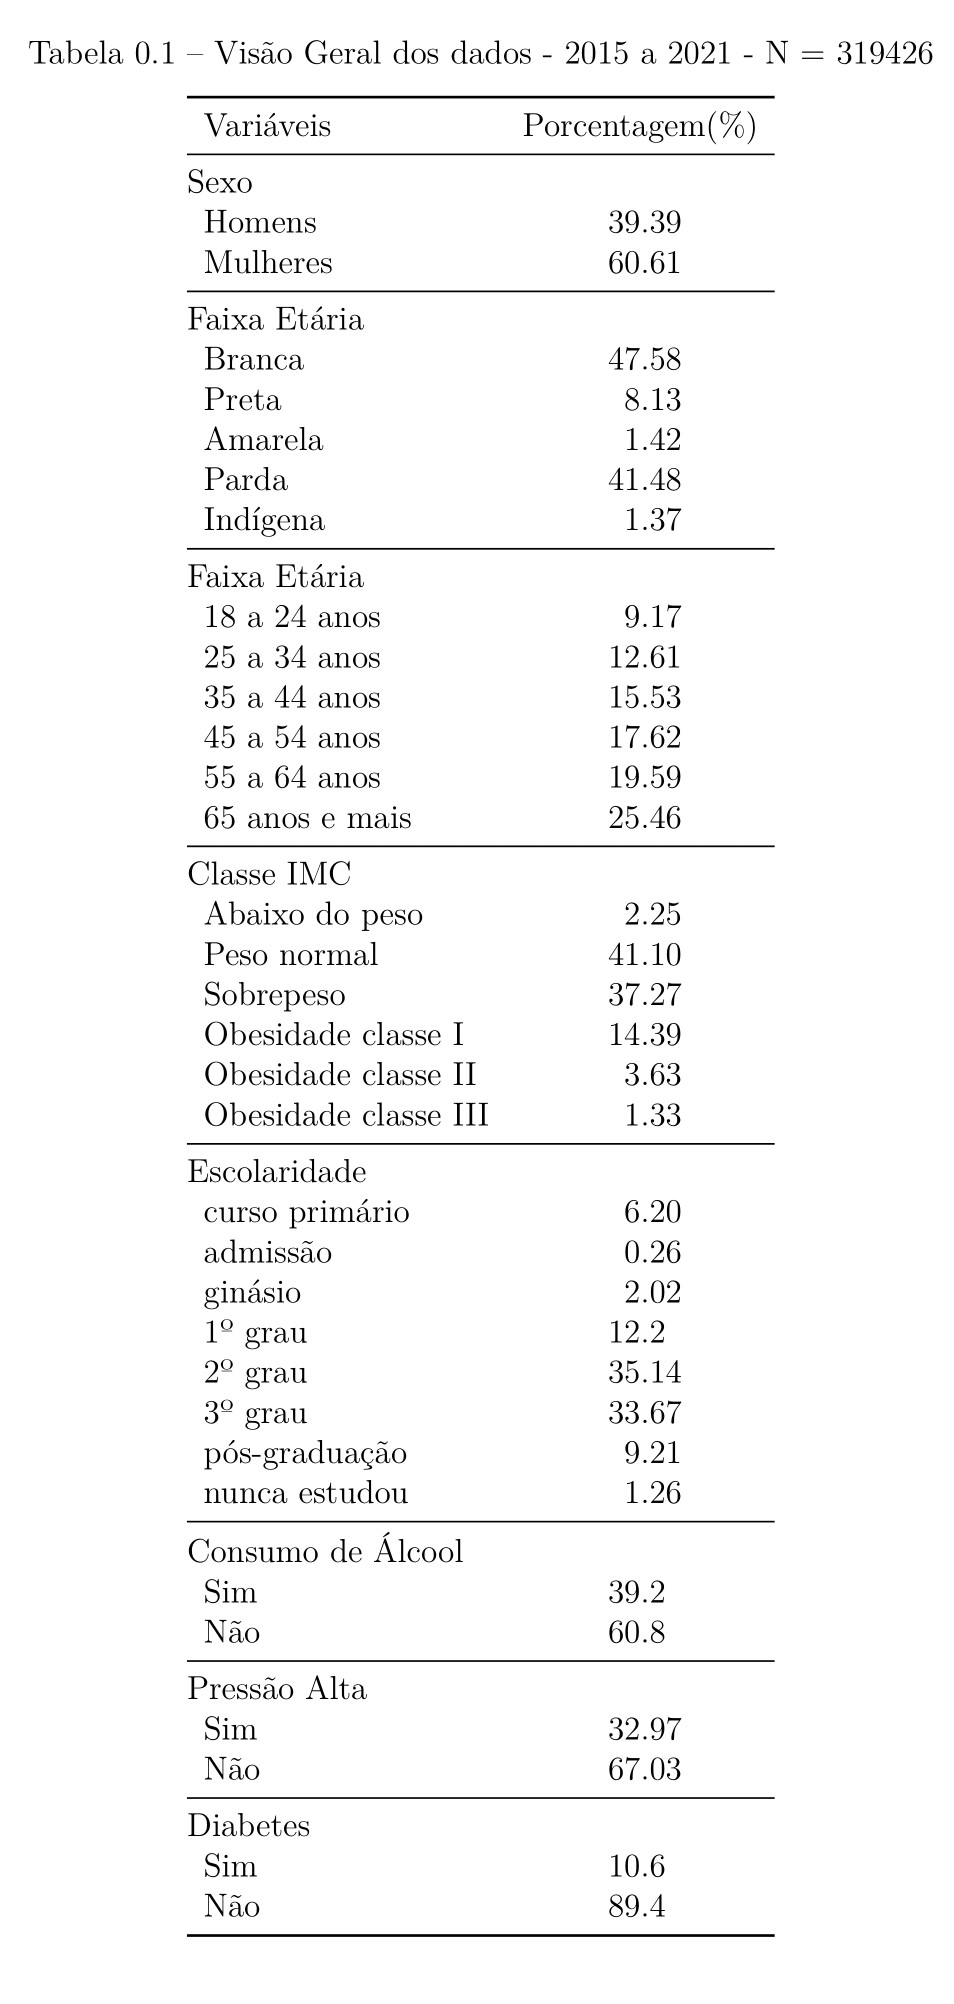 Tabela 0.1 – Visão Geral dos dados - 2015 a 2021 - N = 319426
Variáveis Porcentagem(%)
Sexo
Homens 39.39
Mulheres 60.61
Faixa Etária
Branca 47.58
Preta 8.13
Amarela 1.42
Parda 41.48
Indígena 1.37
Faixa Etária
18 a 24 anos 9.17
25 a 34 anos 12.61
35 a 44 anos 15.53
45 a 54 anos 17.62
55 a 64 anos 19.59
65 anos e mais 25.46
Classe IMC
Abaixo do peso 2.25
Peso normal 41.10
Sobrepeso 37.27
Obesidade classe I 14.39
Obesidade classe II 3.63
Obesidade classe III 1.33
Escolaridade
curso primário 6.20
admissão 0.26
ginásio 2.02
1º grau 12.2
2º grau 35.14
3º grau 33.67
pós-graduação 9.21
nunca estudou 1.26
Consumo de Álcool
Sim 39.2
Não 60.8
Pressão Alta
Sim 32.97
Não 67.03
Diabetes
Sim 10.6
Não 89.4